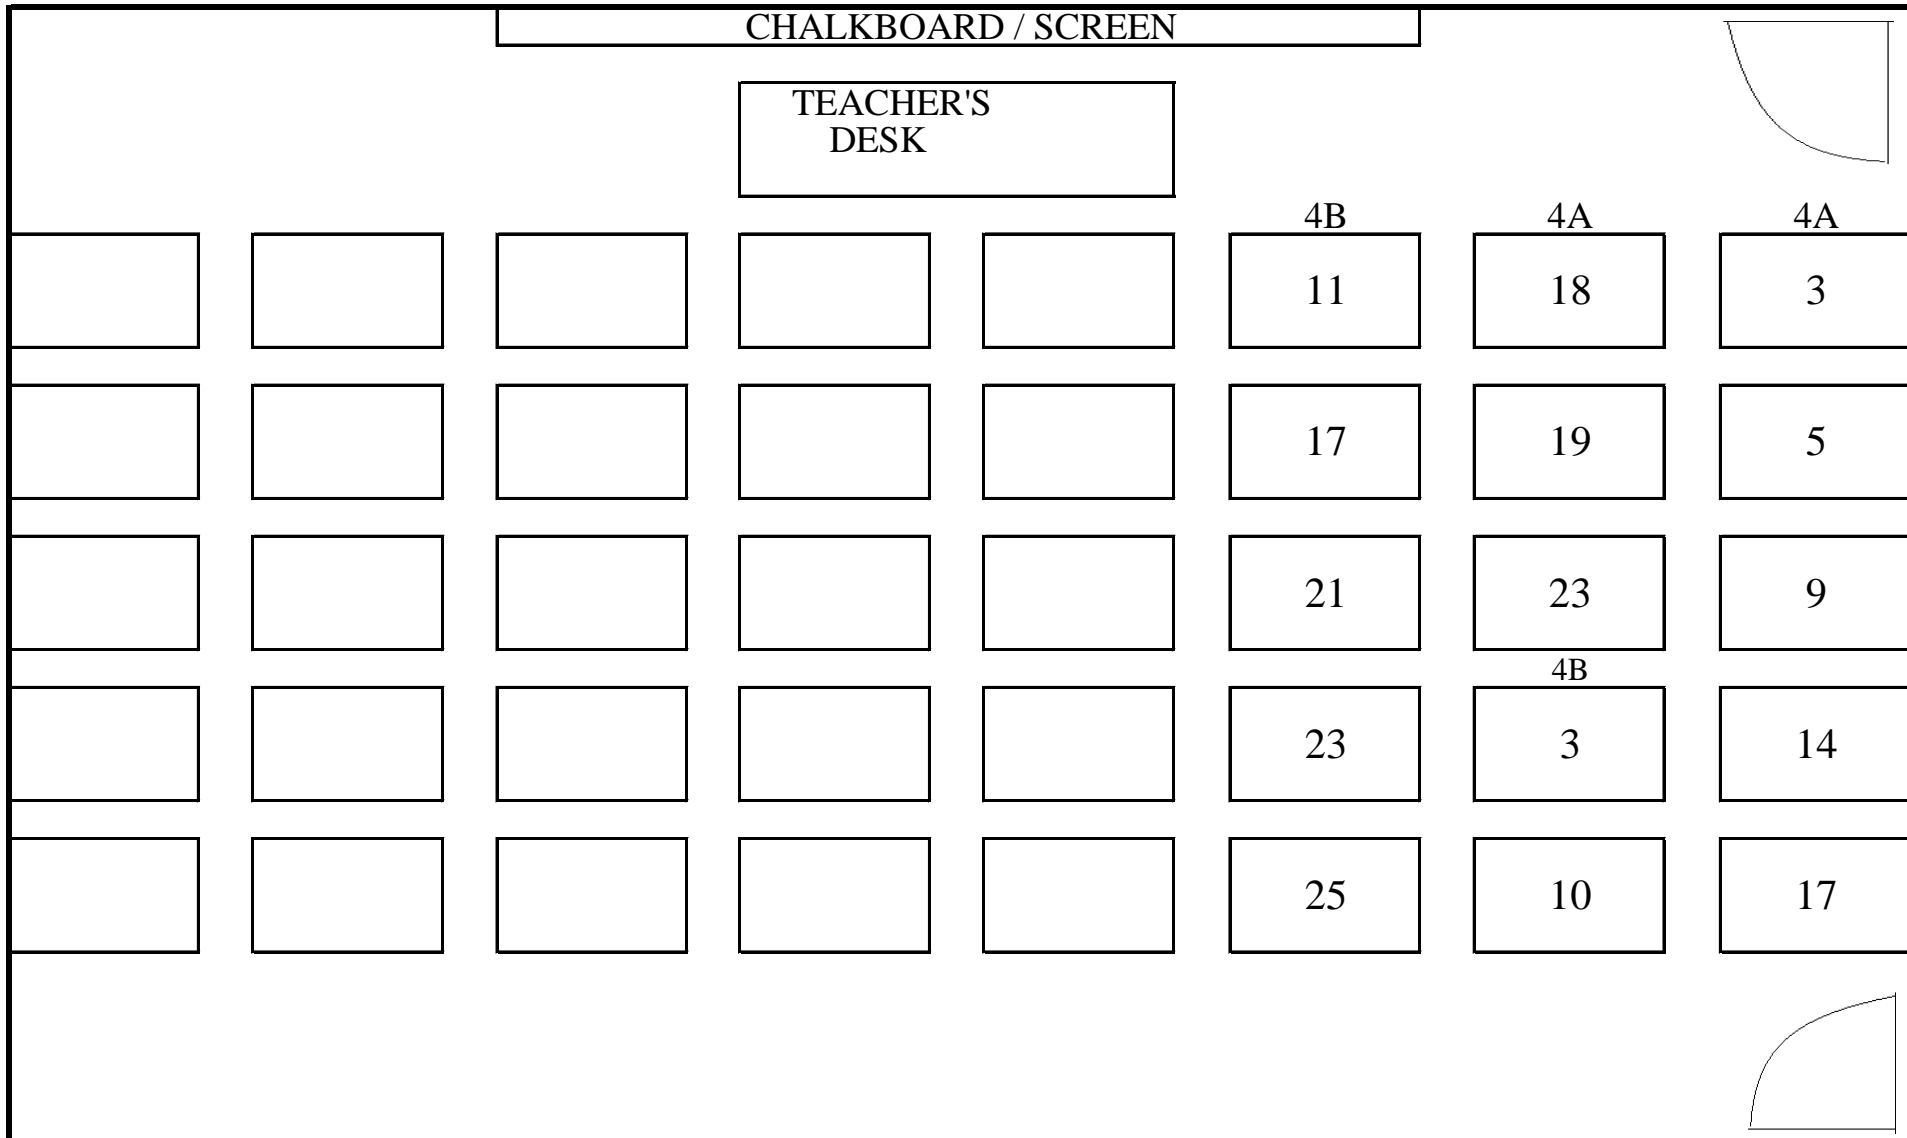 CHALKBOARD / SCREEN
TEACHER'S
DESK
4B 4A 4A
11 18 3
17 19 5
21 23 9
4B
23 3 14
25 10 17